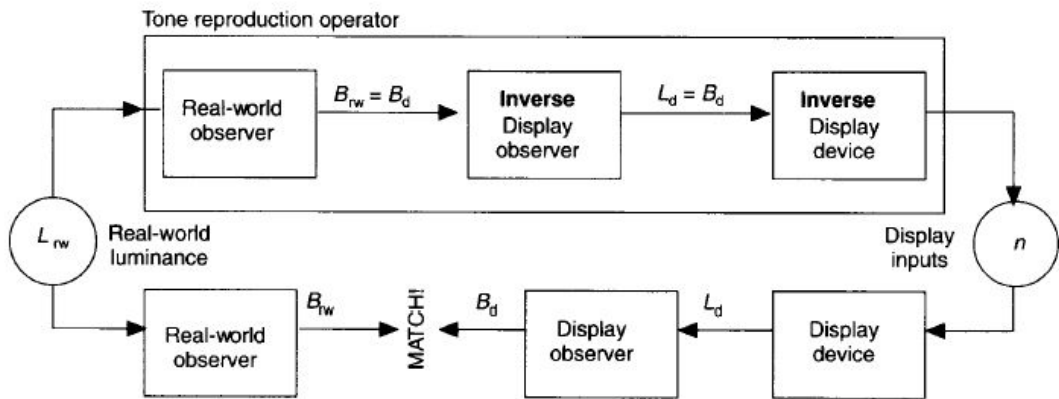 Tone reproduction operator
Real-world
observer
B_rw = B_d
Inverse
Display
observer
L_d = B_d
Inverse
Display
device
L_rw
Real-world
luminance
Display
inputs
n
Real-world
observer
B_rw
MATCH!
B_d
Display
observer
L_d
Display
device